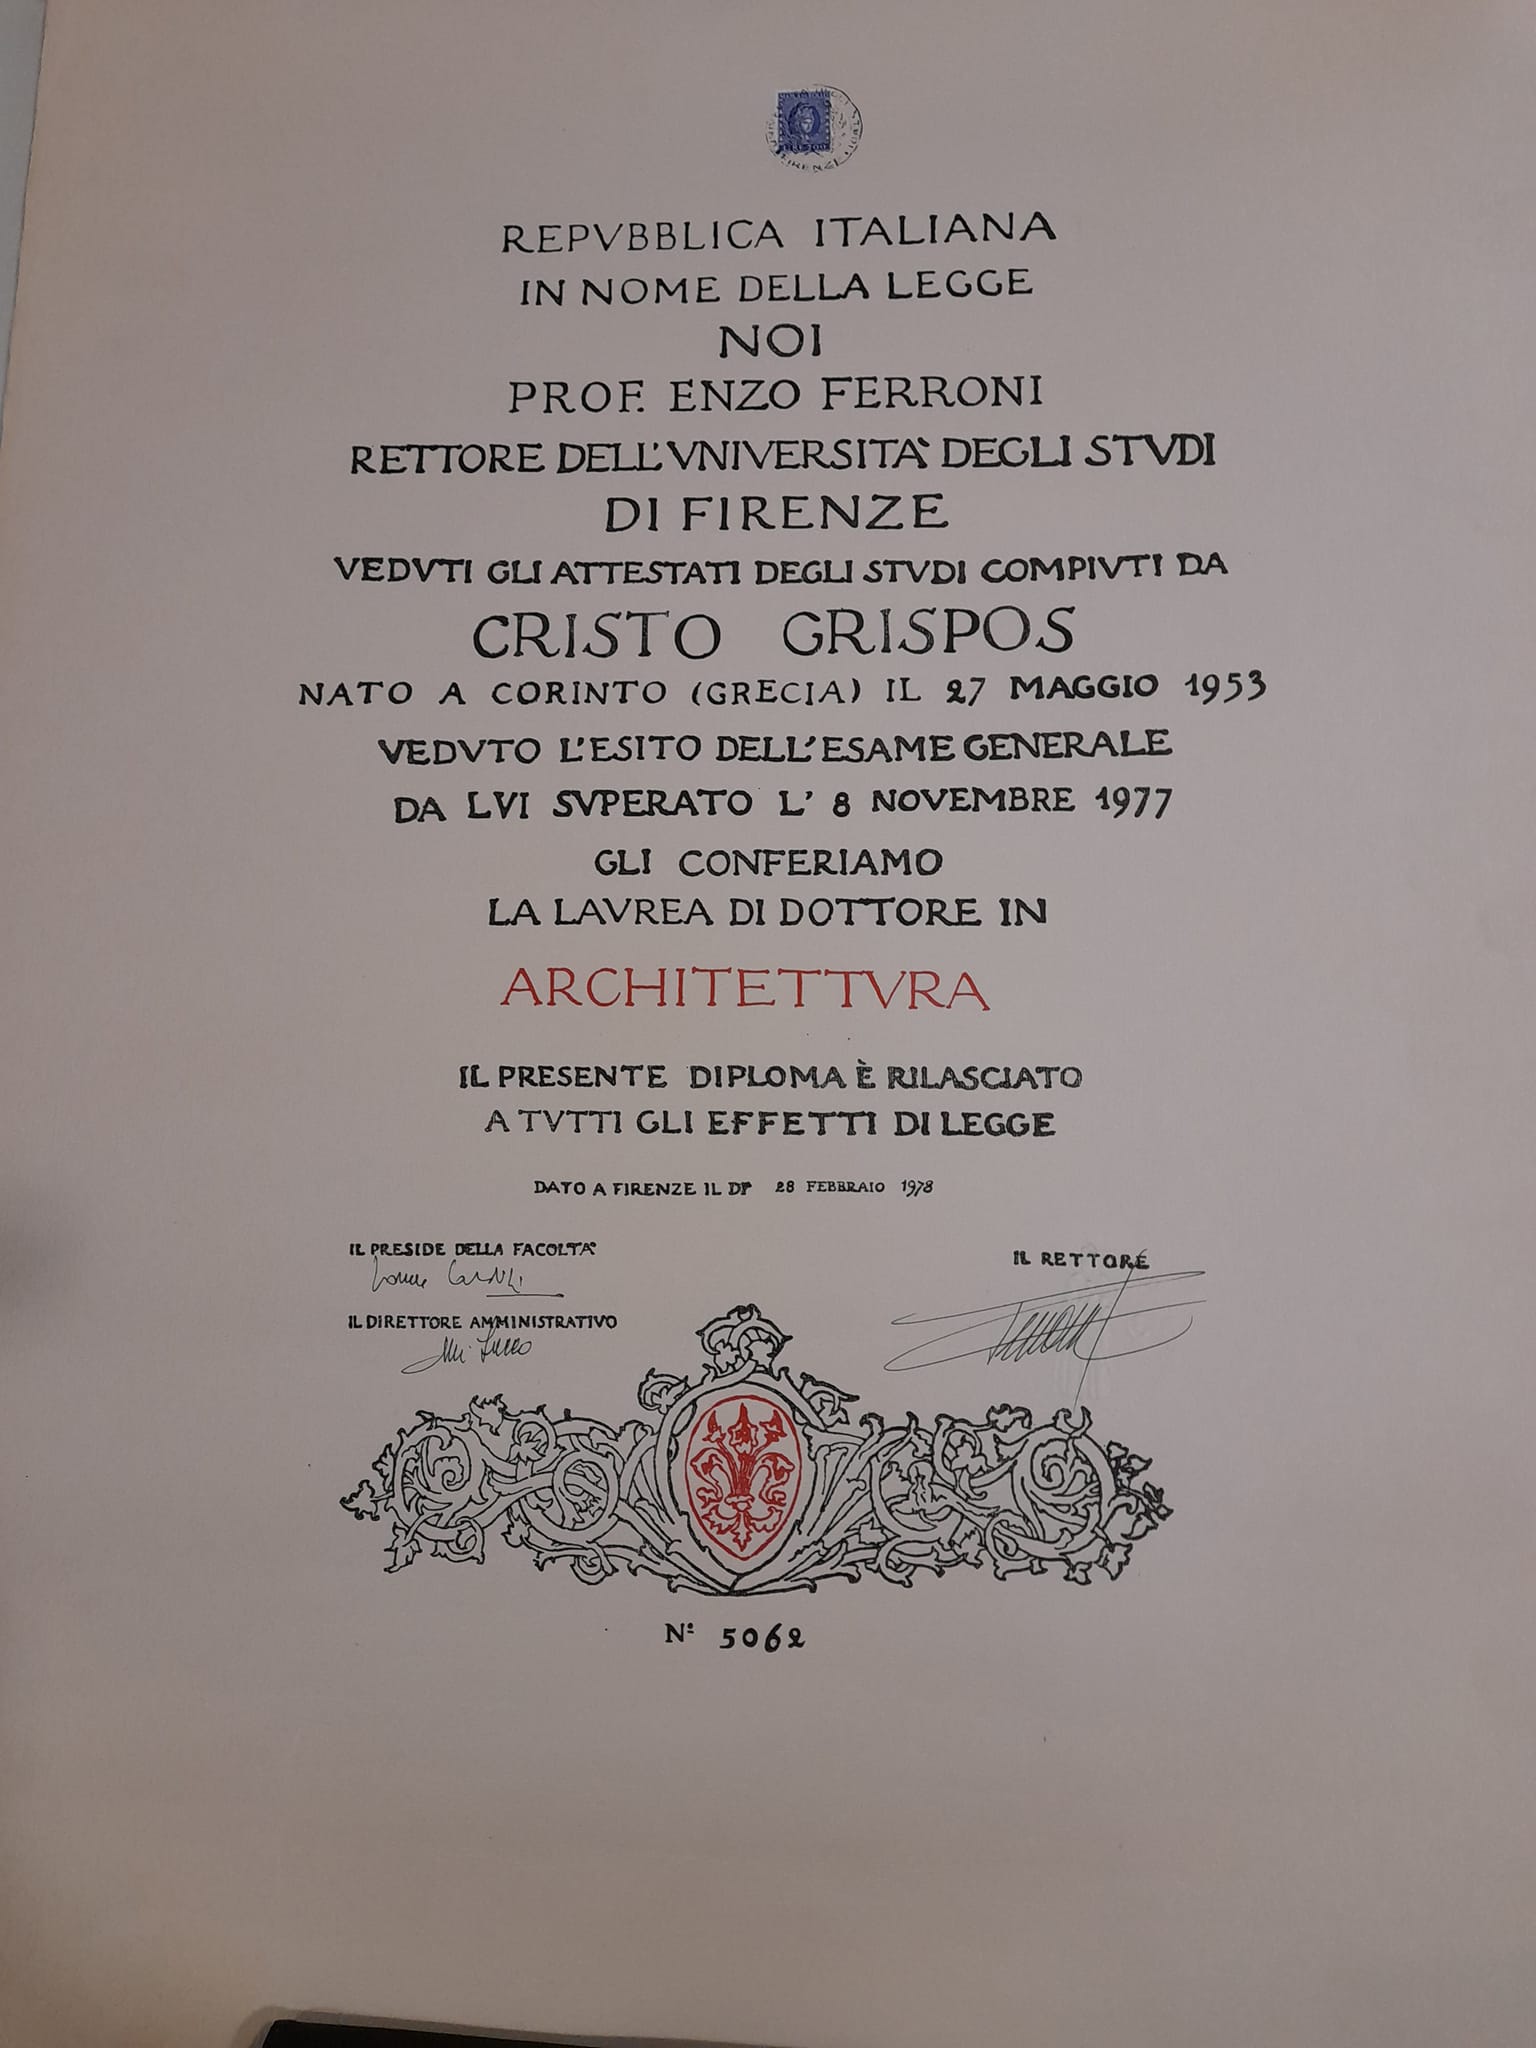 REPVBBLICA ITALIANA
IN NOME DELLA LEGGE
NOI
PROF. ENZO FERRONI
RETTORE DELL'VNIVERSITA' DEGLI STVDI
DI FIRENZE
VEDVTI GLI ATTESTATI DEGLI STVDI COMPIVTI DA
CRISTO GRISPOS
NATO A CORINTO (GRECIA) IL 27 MAGGIO 1953
VEDVTO L'ESITO DELL'ESAME GENERALE
DA LVI SVPERATO L' 8 NOVEMBRE 1977
GLI CONFERIAMO
LA LAVREA DI DOTTORE IN
ARCHITETTVRA
IL PRESENTE DIPLOMA È RILASCIATO
A TVTTI GLI EFFETTI DI LEGGE
DATO A FIRENZE IL DI' 28 FEBBRAIO 1978
IL PRESIDE DELLA FACOLTA'
IL RETTORE
IL DIRETTORE AMMINISTRATIVO
Nº 5062